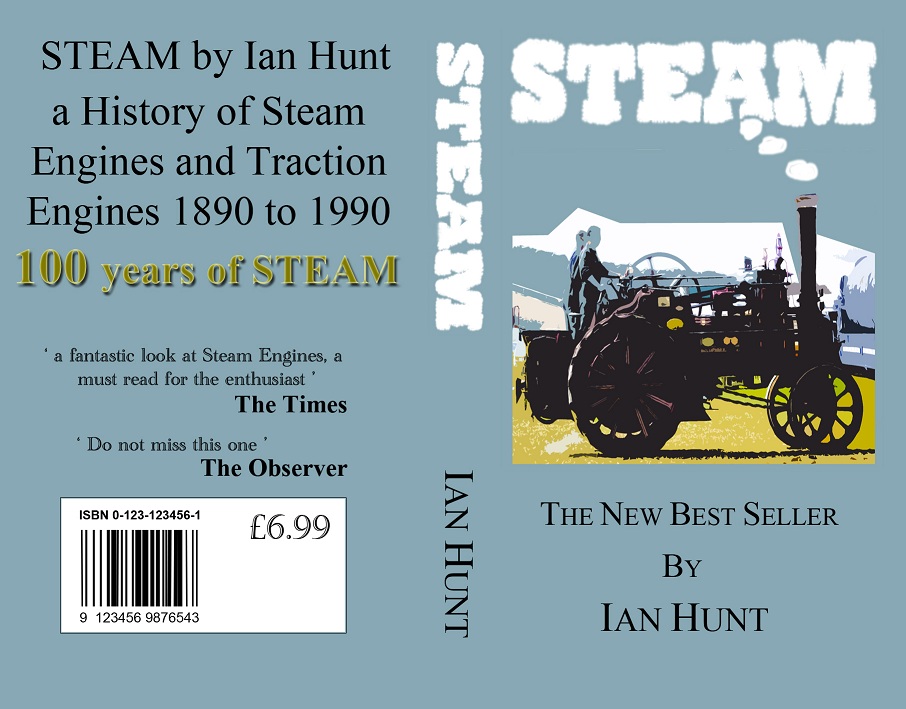 STEAM by Ian Hunt
a History of Steam
Engines and Traction
Engines 1890 to 1990
100 years of STEAM
‘ a fantastic look at Steam Engines, a
must read for the enthusiast ’
The Times
‘ Do not miss this one ’
The Observer
ISBN 0-123-123456-1
£6.99
9 123456 9876543
STEAM
IAN HUNT
STEAM
THE NEW BEST SELLER
BY
IAN HUNT